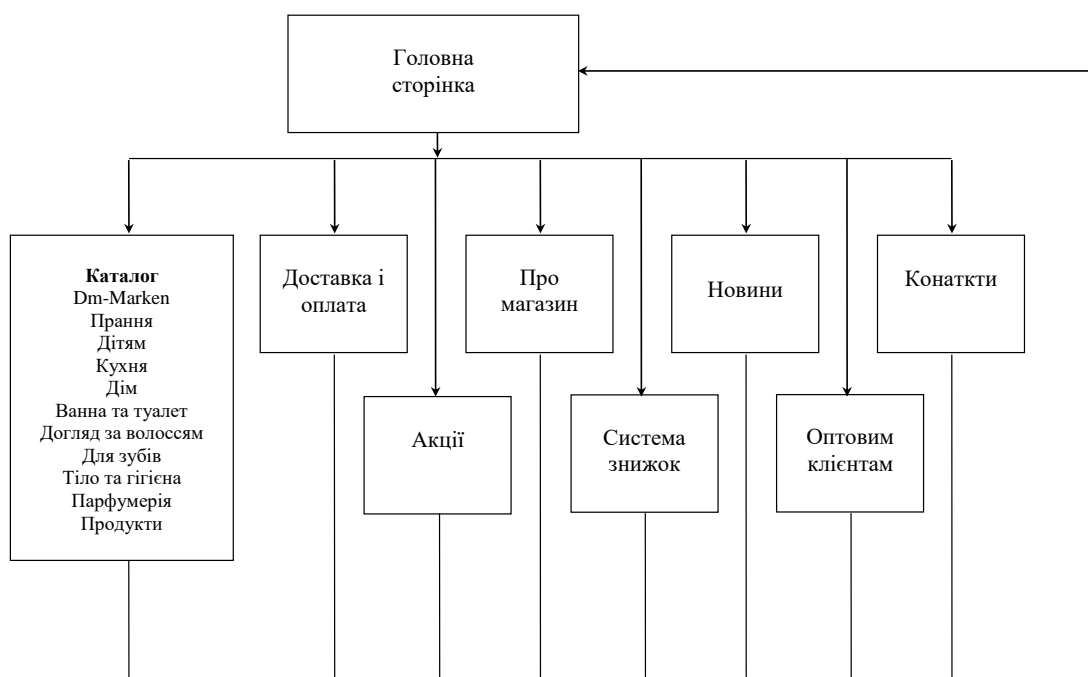 Головна
сторінка
Каталог
Dm-Marken
Прання
Дітям
Кухня
Дім
Ванна та туалет
Догляд за волоссям
Для зубів
Тіло та гігієна
Парфумерія
Продукти
Доставка і
оплата
Акції
Про
магазин
Система
знижок
Новини
Оптовим
клієнтам
Конаткти